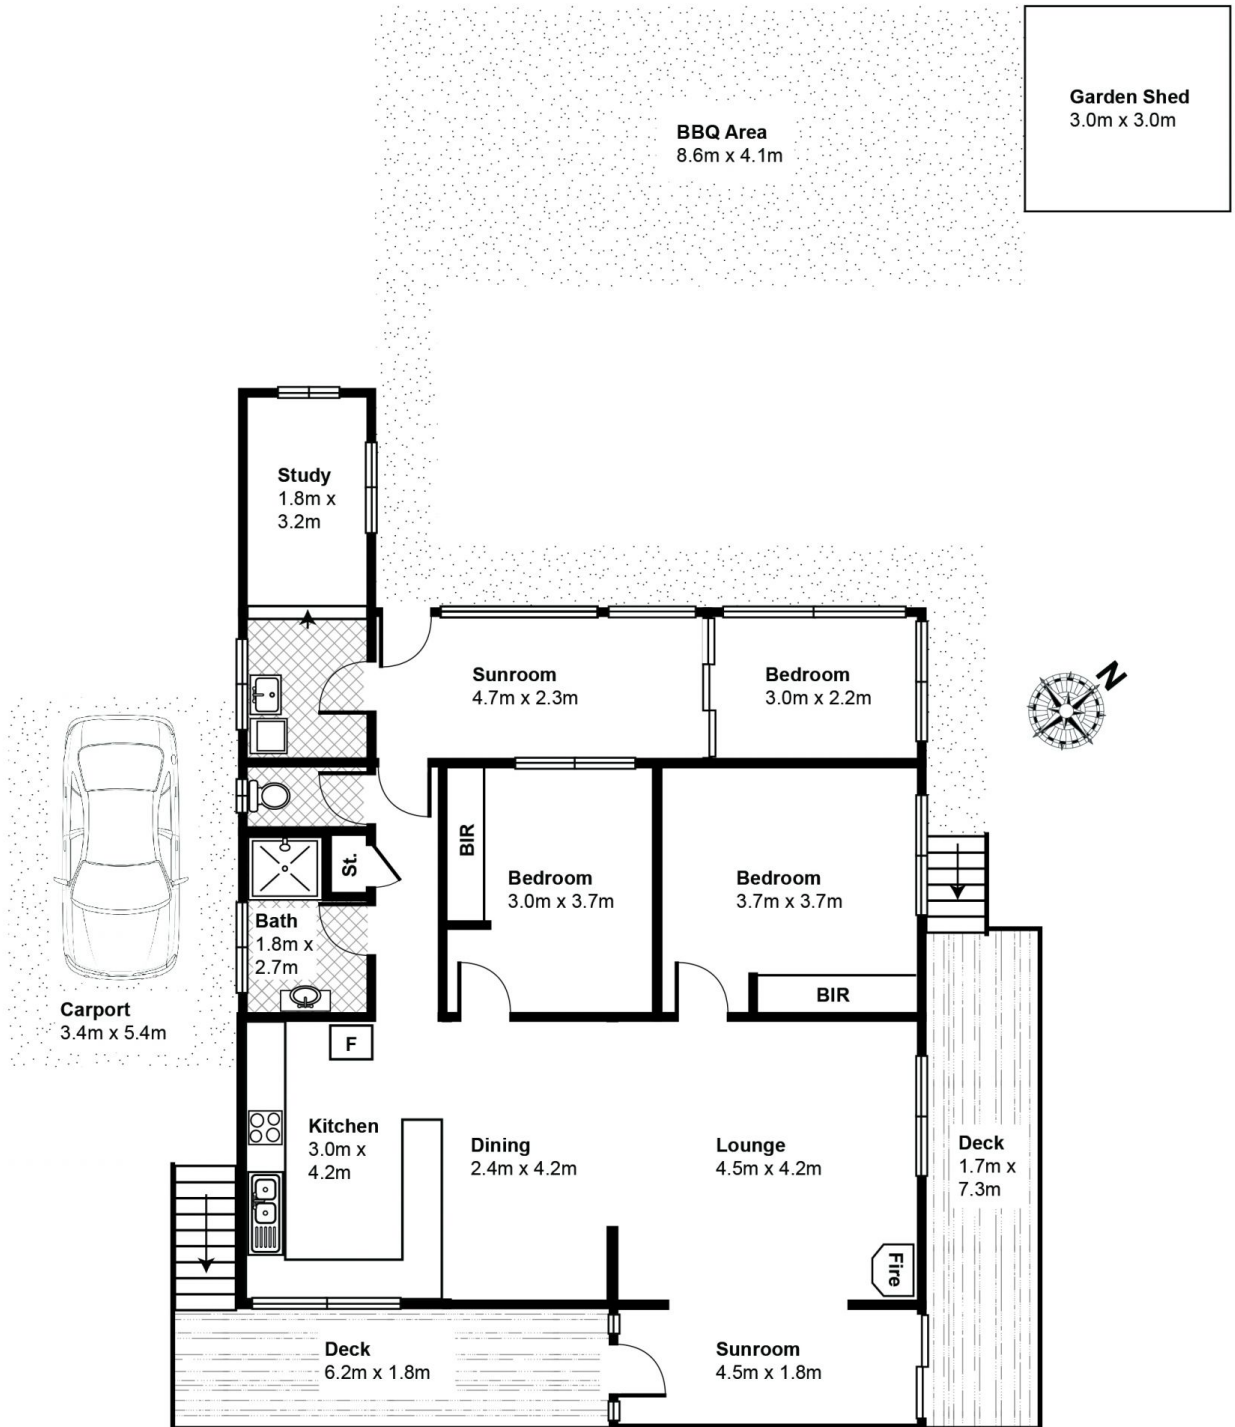 Garden Shed
3.0m x 3.0m
BBQ Area
8.6m x 4.1m
Study
1.8m x
3.2m
N
Sunroom
4.7m x 2.3m
Bedroom
3.0m x 2.2m
BIR
St.
Bedroom
3.0m x 3.7m
Bedroom
3.7m x 3.7m
Bath
1.8m x
2.7m
BIR
Carport
3.4m x 5.4m
F
Kitchen
3.0m x
4.2m
Dining
2.4m x 4.2m
Lounge
4.5m x 4.2m
Deck
1.7m x
7.3m
Fire
Deck
6.2m x 1.8m
Sunroom
4.5m x 1.8m